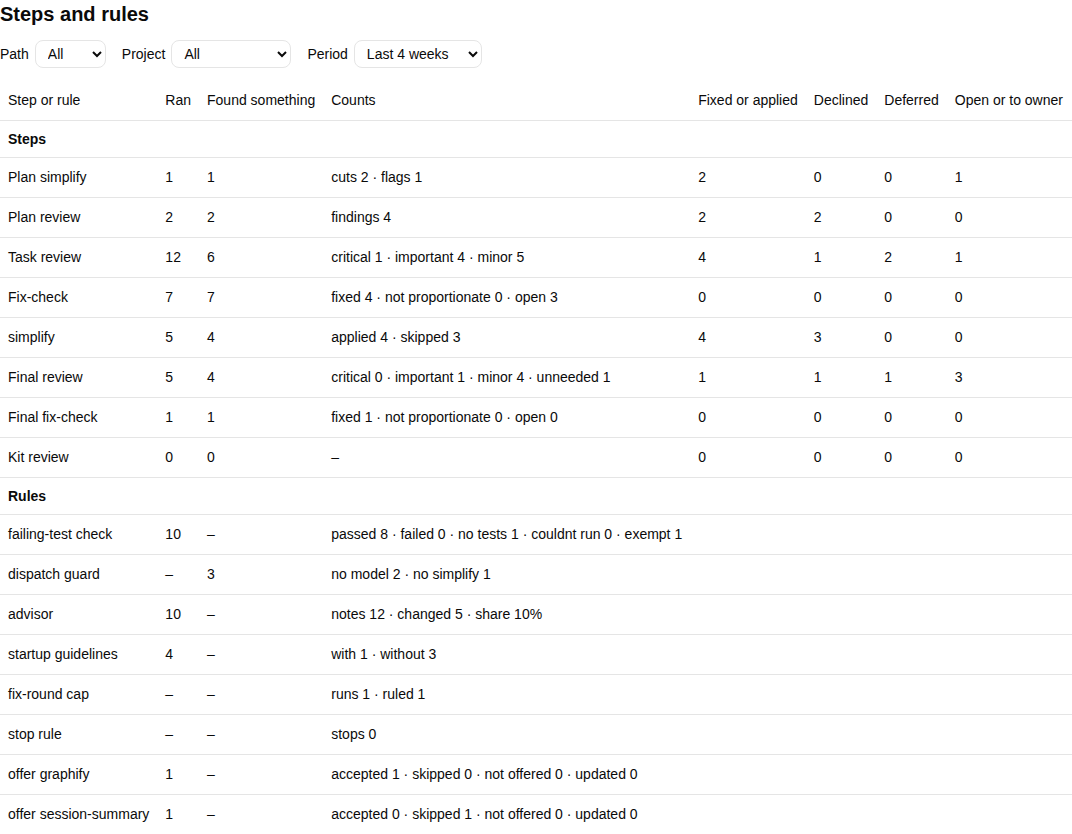 Steps and rules
Path All Project All Period Last 4 weeks
Step or rule Ran Found something Counts Fixed or applied Declined Deferred Open or to owner
Steps
Plan simplify 1 1 cuts 2 · flags 1 2 0 0 1
Plan review 2 2 findings 4 2 2 0 0
Task review 12 6 critical 1 · important 4 · minor 5 4 1 2 1
Fix-check 7 7 fixed 4 · not proportionate 0 · open 3 0 0 0 0
simplify 5 4 applied 4 · skipped 3 4 3 0 0
Final review 5 4 critical 0 · important 1 · minor 4 · unneeded 1 1 1 1 3
Final fix-check 1 1 fixed 1 · not proportionate 0 · open 0 0 0 0 0
Kit review 0 0 – 0 0 0 0
Rules
failing-test check 10 – passed 8 · failed 0 · no tests 1 · couldnt run 0 · exempt 1
dispatch guard – 3 no model 2 · no simplify 1
advisor 10 – notes 12 · changed 5 · share 10%
startup guidelines 4 – with 1 · without 3
fix-round cap – – runs 1 · ruled 1
stop rule – – stops 0
offer graphify 1 – accepted 1 · skipped 0 · not offered 0 · updated 0
offer session-summary 1 – accepted 0 · skipped 1 · not offered 0 · updated 0